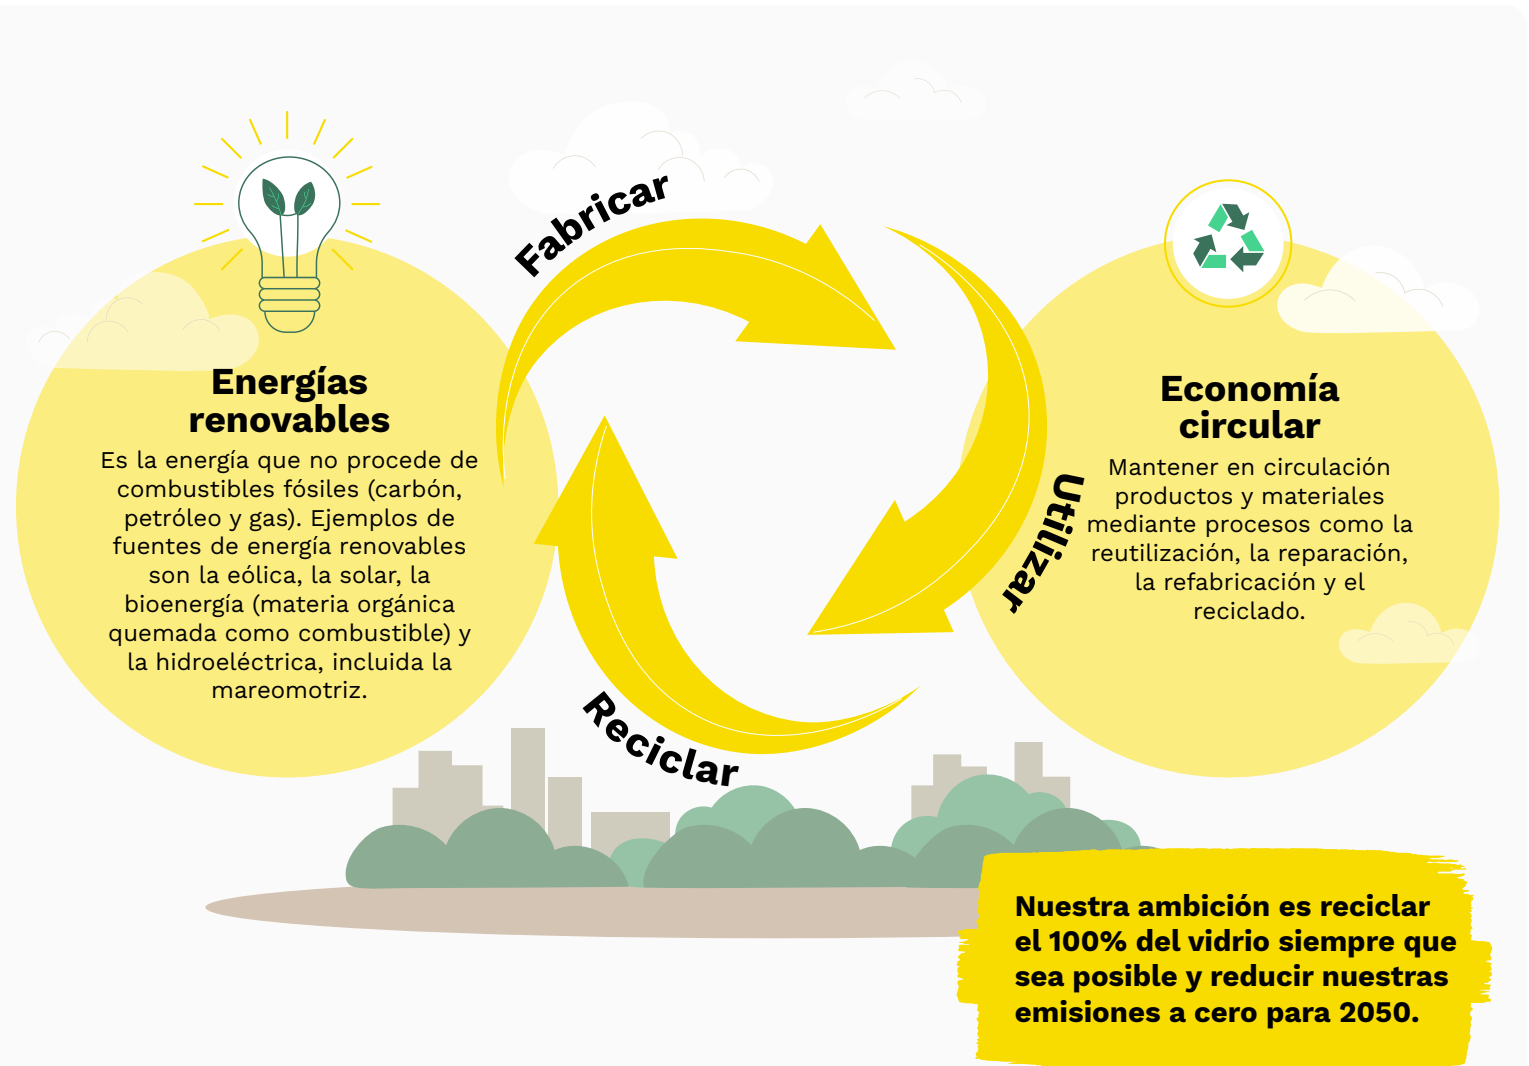 Fabricar
Energías
renovables
Es la energía que no procede de
combustibles fósiles (carbón,
petróleo y gas). Ejemplos de
fuentes de energía renovables
son la eólica, la solar, la
bioenergía (materia orgánica
quemada como combustible) y
la hidroeléctrica, incluida la
mareomotriz.
Economía
circular
Mantener en circulación
productos y materiales
mediante procesos como la
reutilización, la reparación,
la refabricación y el
reciclado.
Utilizar
Reciclar
Nuestra ambición es reciclar
el 100% del vidrio siempre que
sea posible y reducir nuestras
emisiones a cero para 2050.